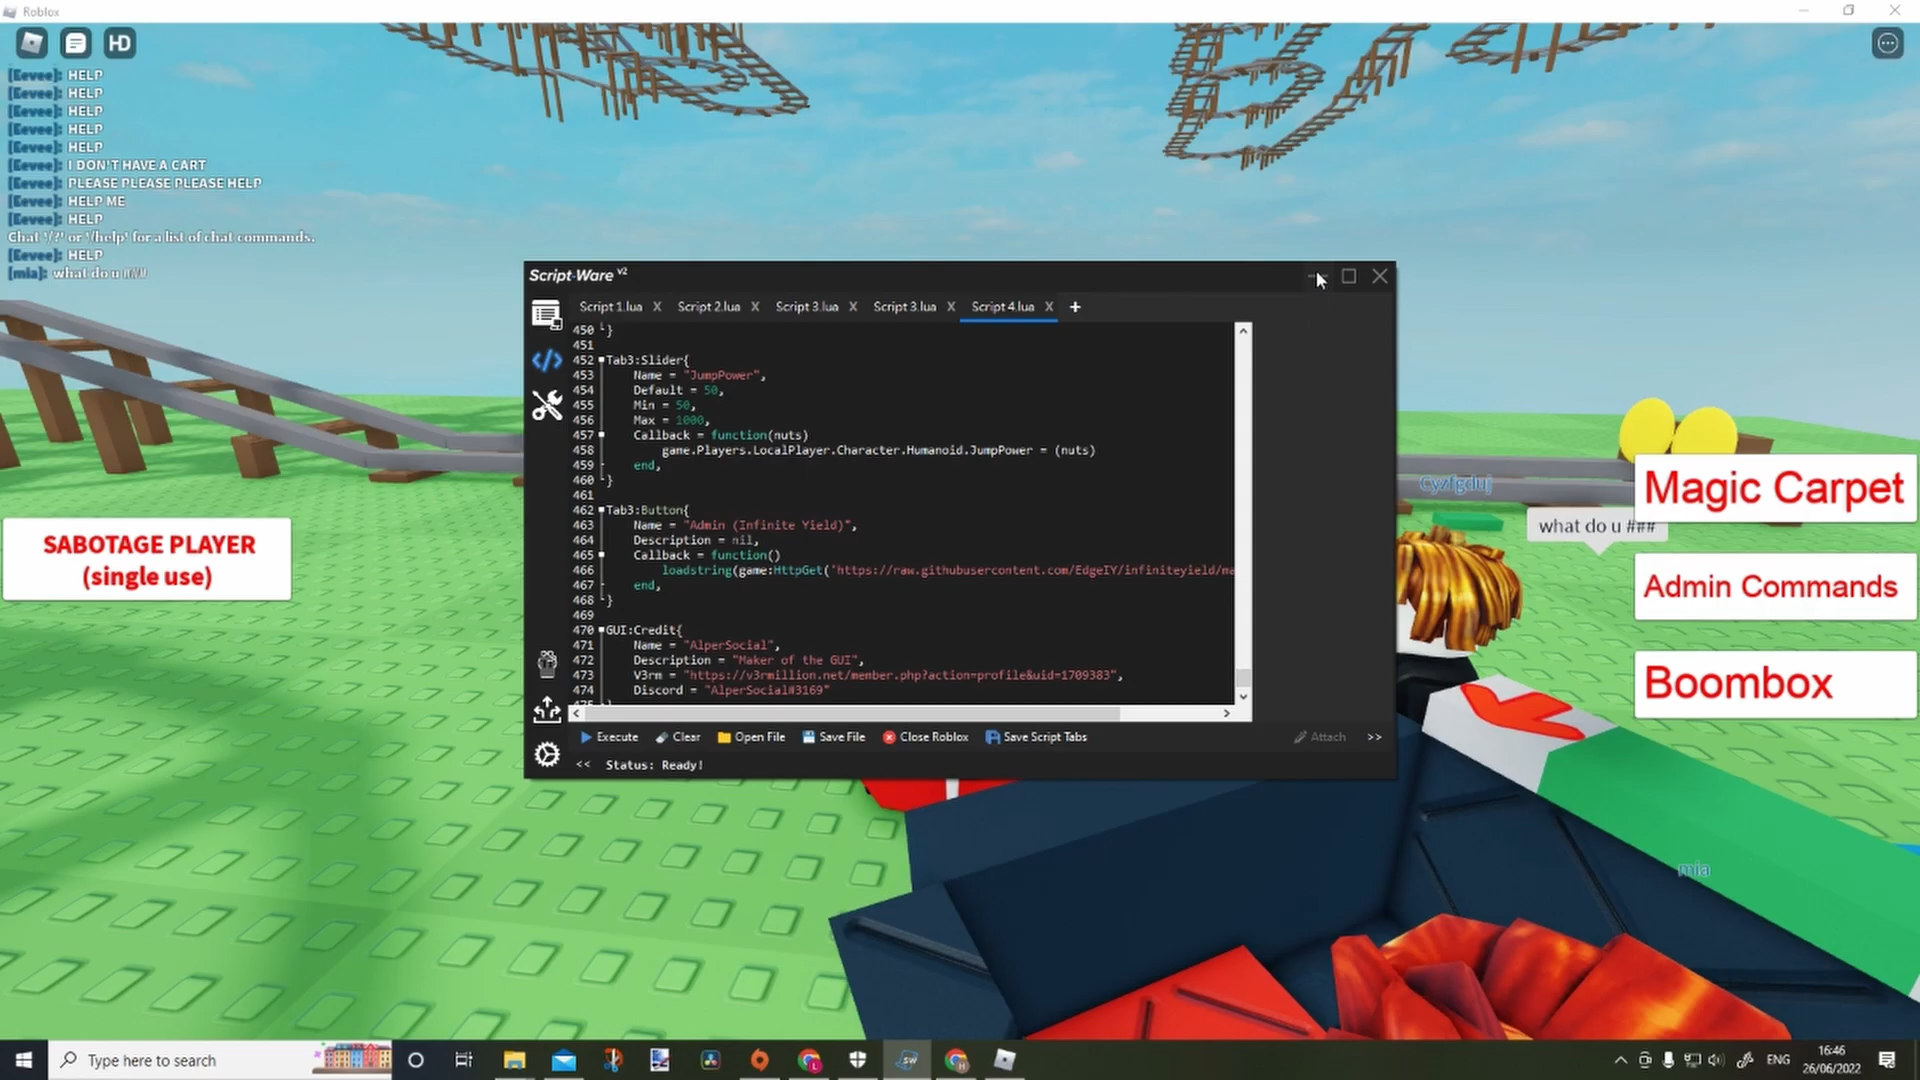 Roblox
HD
[Eevee]: HELP
[Eevee]: HELP
[Eevee]: HELP
[Eevee]: HELP
[Eevee]: HELP
[Eevee]: I DON'T HAVE A CART
[Eevee]: PLEASE PLEASE PLEASE HELP
[Eevee]: HELP ME
[Eevee]: HELP
Chat '/?' or '/help' for a list of chat commands.
[Eevee]: HELP
[mia]: what do u ###
SABOTAGE PLAYER
(single use)
Script-Ware v2
Script 1.lua X Script 2.lua X Script 3.lua X Script 3.lua X Script 4.lua X +
450 }
451
452 Tab3:Slider{
453 Name = "JumpPower",
454 Default = 50,
455 Min = 50,
456 Max = 1000,
457 Callback = function(nuts)
458 game.Players.LocalPlayer.Character.Humanoid.JumpPower = (nuts)
459 end,
460 }
461
462 Tab3:Button{
463 Name = "Admin (Infinite Yield)",
464 Description = nil,
465 Callback = function()
466 loadstring(game:HttpGet('https://raw.githubusercontent.com/EdgeIY/infiniteyield/ma
467 end,
468 }
469
470 GUI:Credit{
471 Name = "AlperSocial",
472 Description = "Maker of the GUI",
473 V3rm = "https://v3rmillion.net/member.php?action=profile&uid=1709383",
474 Discord = "AlperSocial#3169"
Execute Clear Open File Save File Close Roblox Save Script Tabs Attach >>
<< Status: Ready!
Cyzfgduj
what do u ###
Magic Carpet
Admin Commands
Boombox
mia
Type here to search
SW
ENG
16:46
26/06/2022